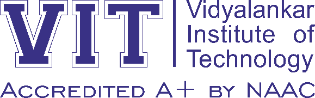 VIT
Vidyalankar
Institute of
Technology
ACCREDITED A+ BY NAAC